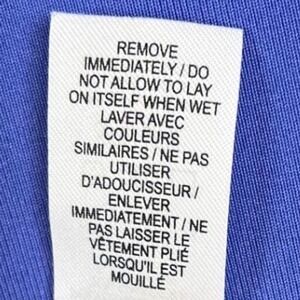 REMOVE
IMMEDIATELY / DO
NOT ALLOW TO LAY
ON ITSELF WHEN WET
LAVER AVEC
COULEURS
SIMILAIRES / NE PAS
UTILISER
D'ADOUCISSEUR /
ENLEVER
IMMEDIATEMENT / NE
PAS LAISSER LE
VÊTEMENT PLIÉ
LORSQU'IL EST
MOUILLÉ